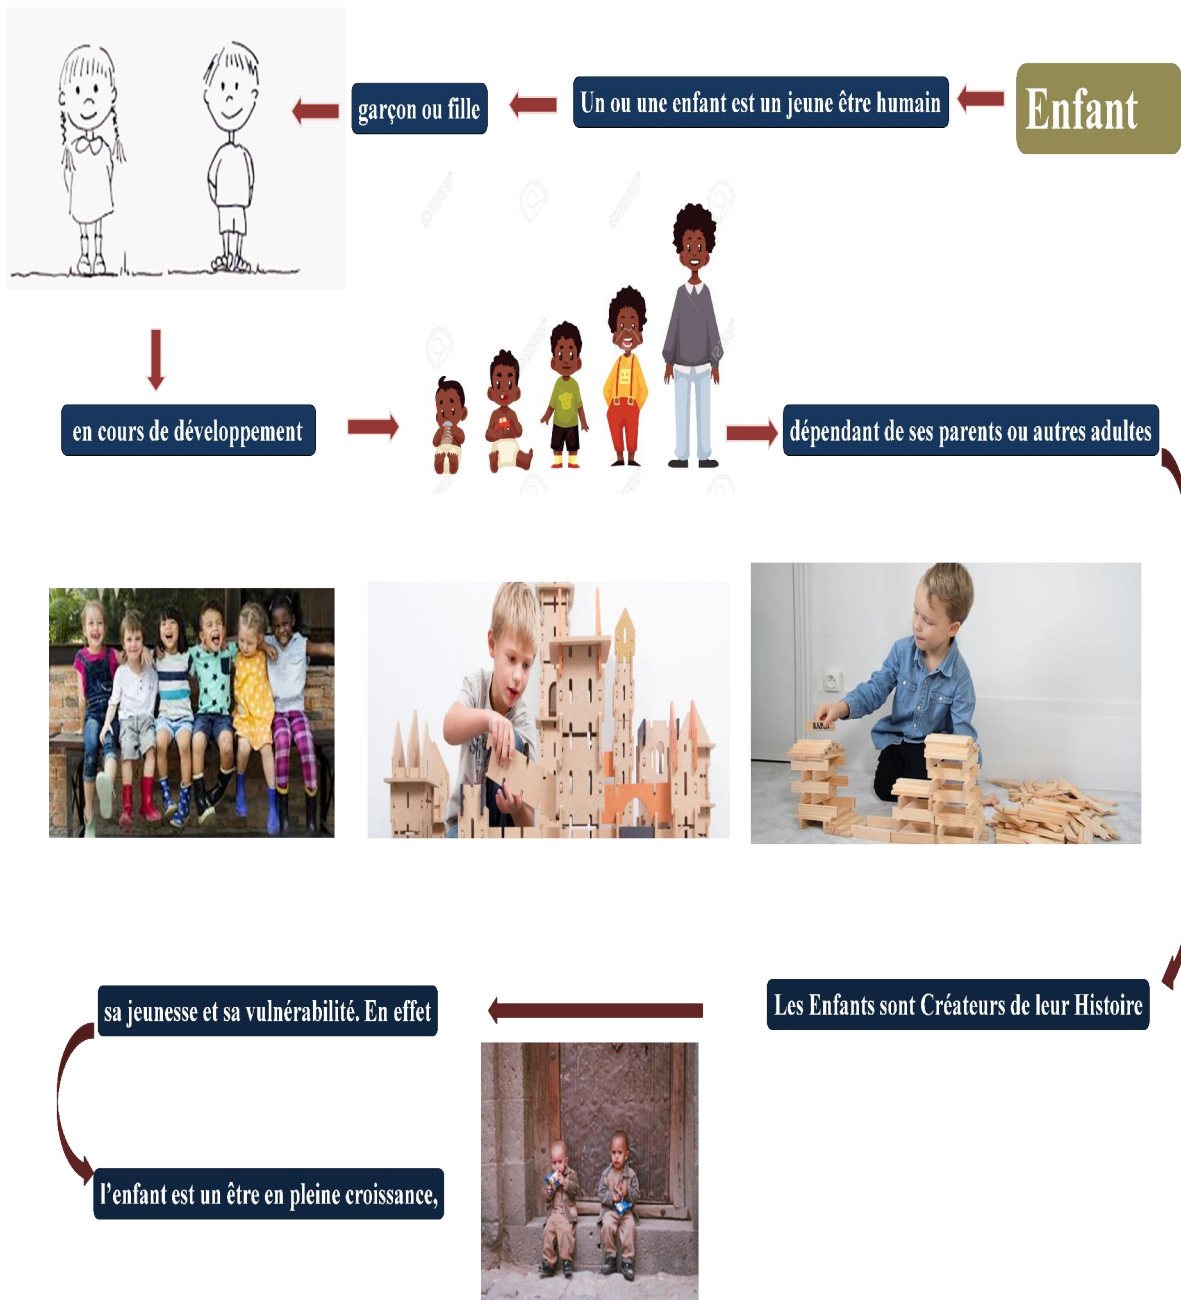 Enfant
Un ou une enfant est un jeune être humain
garçon ou fille
en cours de développement
dépendant de ses parents ou autres adultes
Les Enfants sont Créateurs de leur Histoire
sa jeunesse et sa vulnérabilité. En effet
l'enfant est un être en pleine croissance,